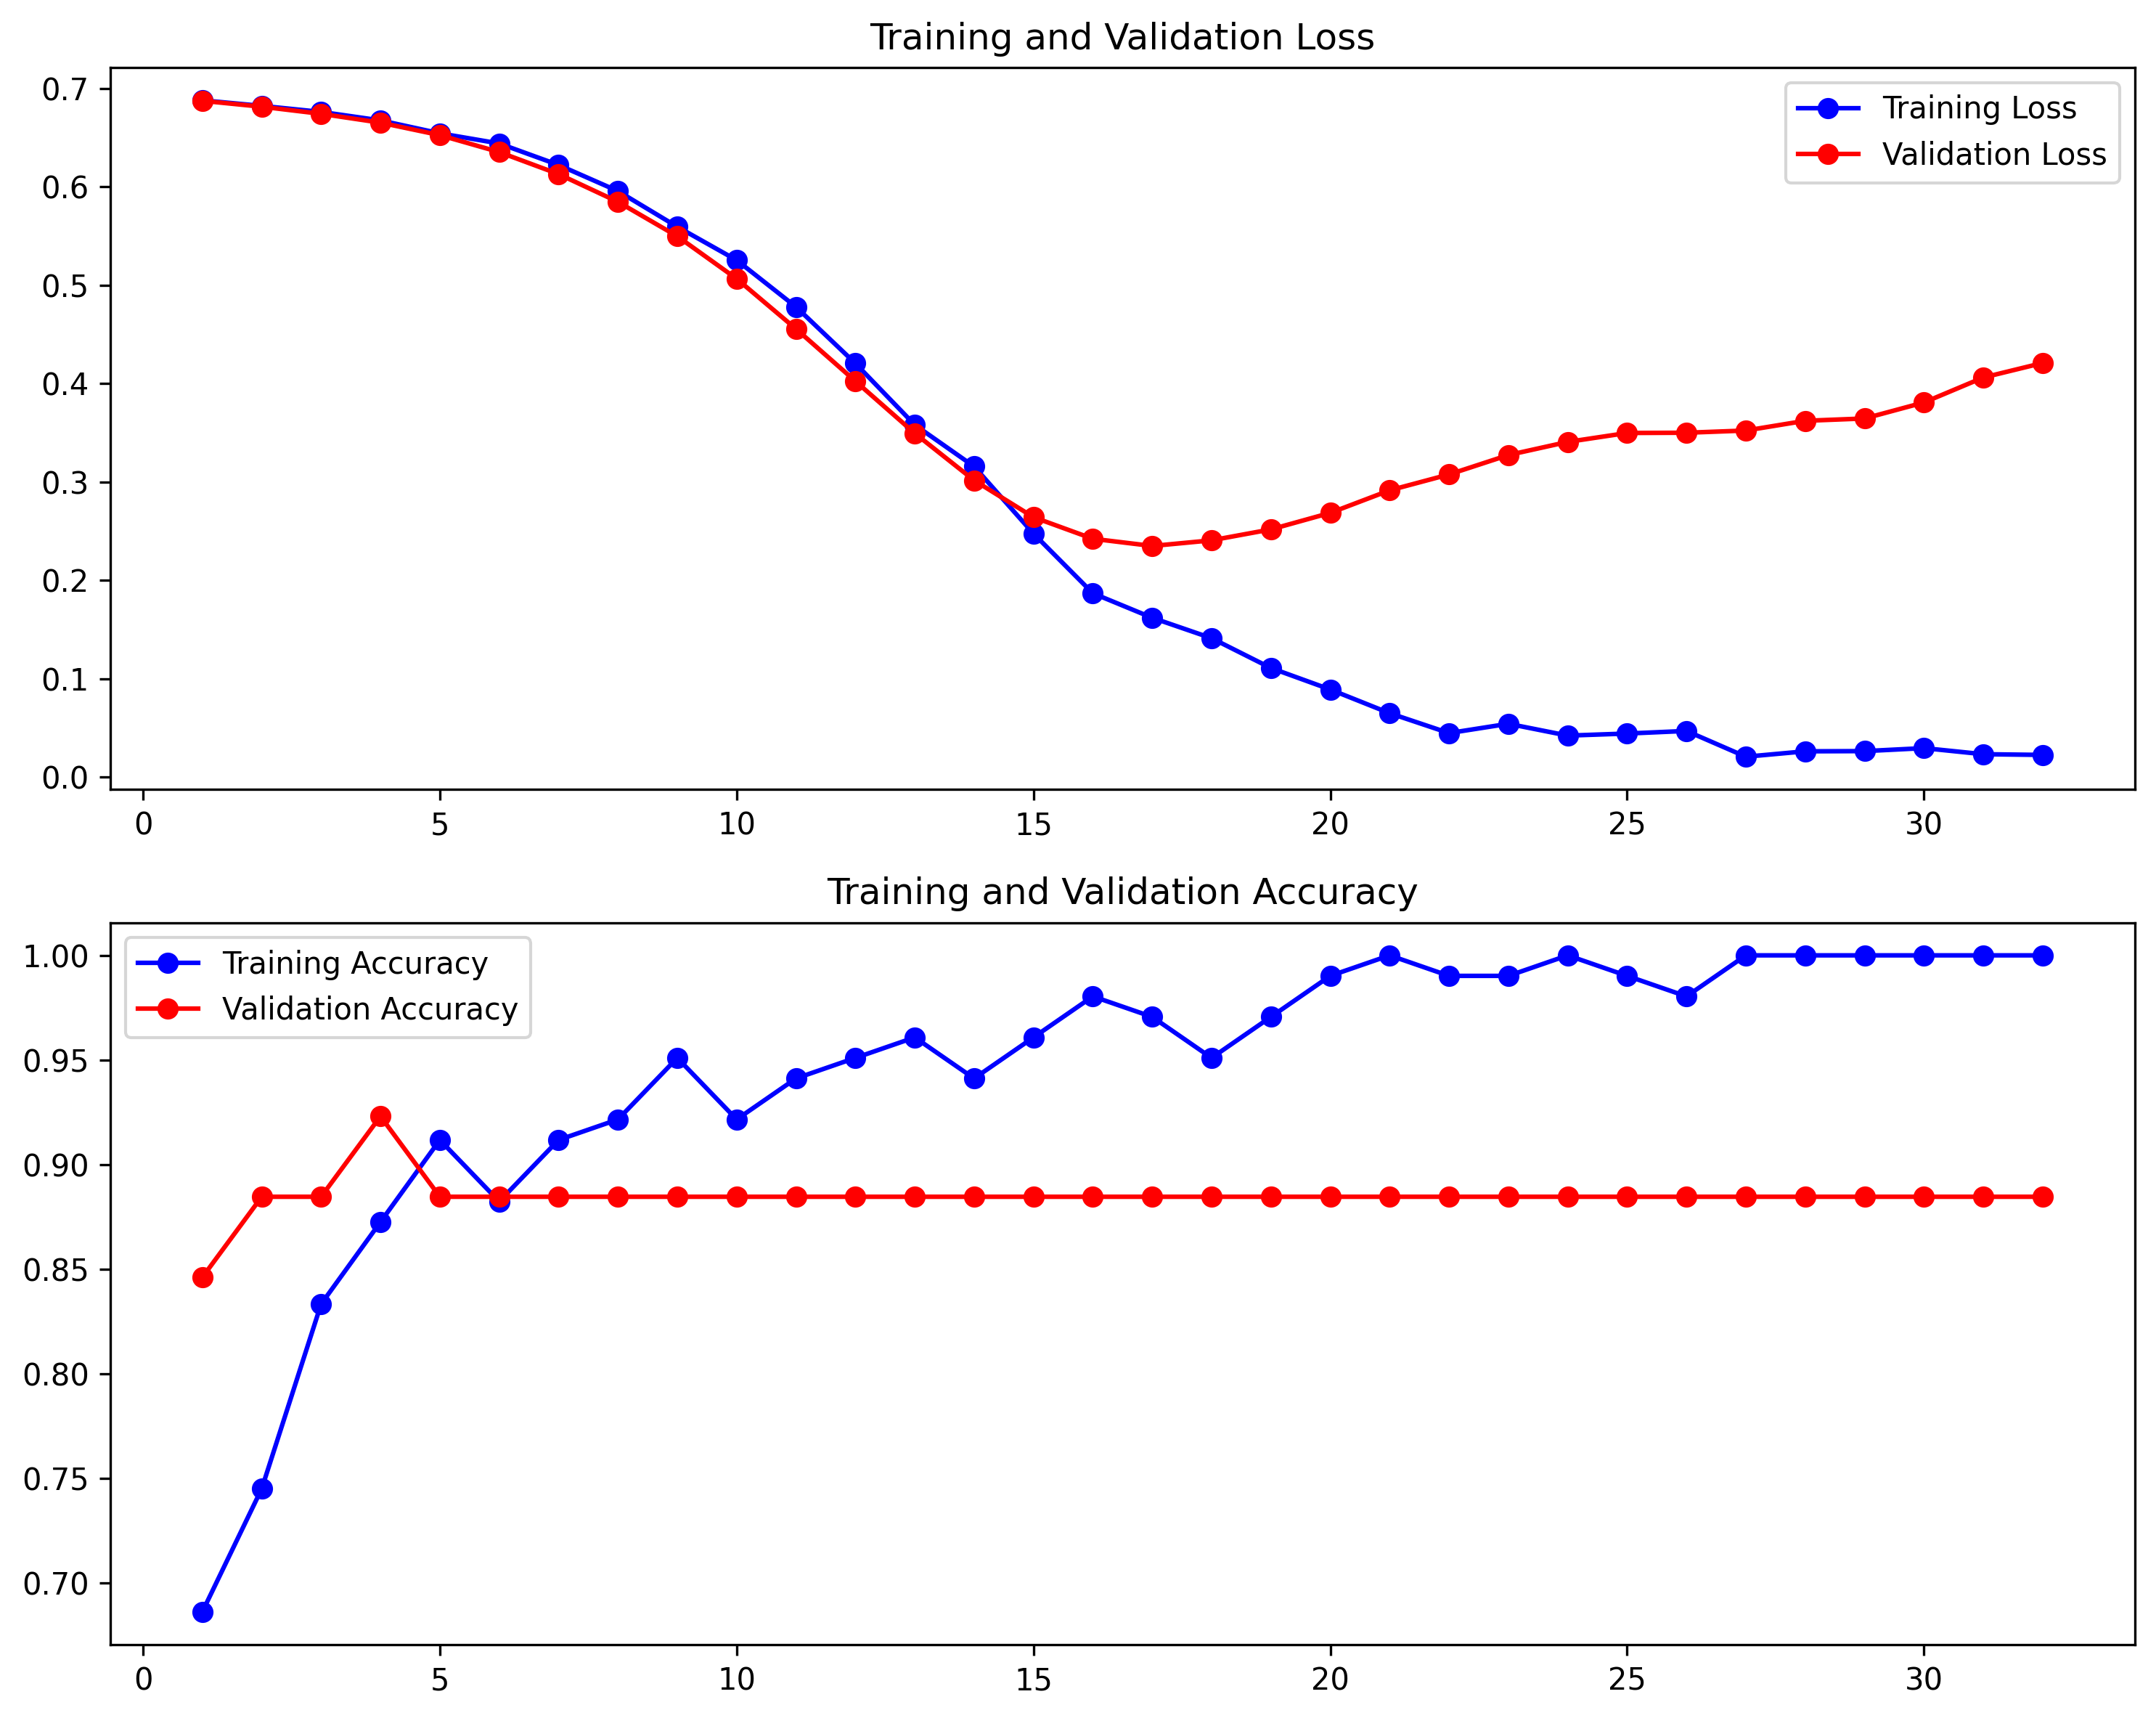 Training and Validation Loss
0.7
0.6
0.5
0.4
0.3
0.2
0.1
0.0
Training Loss
Validation Loss
0 5 10 15 20 25 30
Training and Validation Accuracy
1.00
0.95
0.90
0.85
0.80
0.75
0.70
Training Accuracy
Validation Accuracy
0 5 10 15 20 25 30